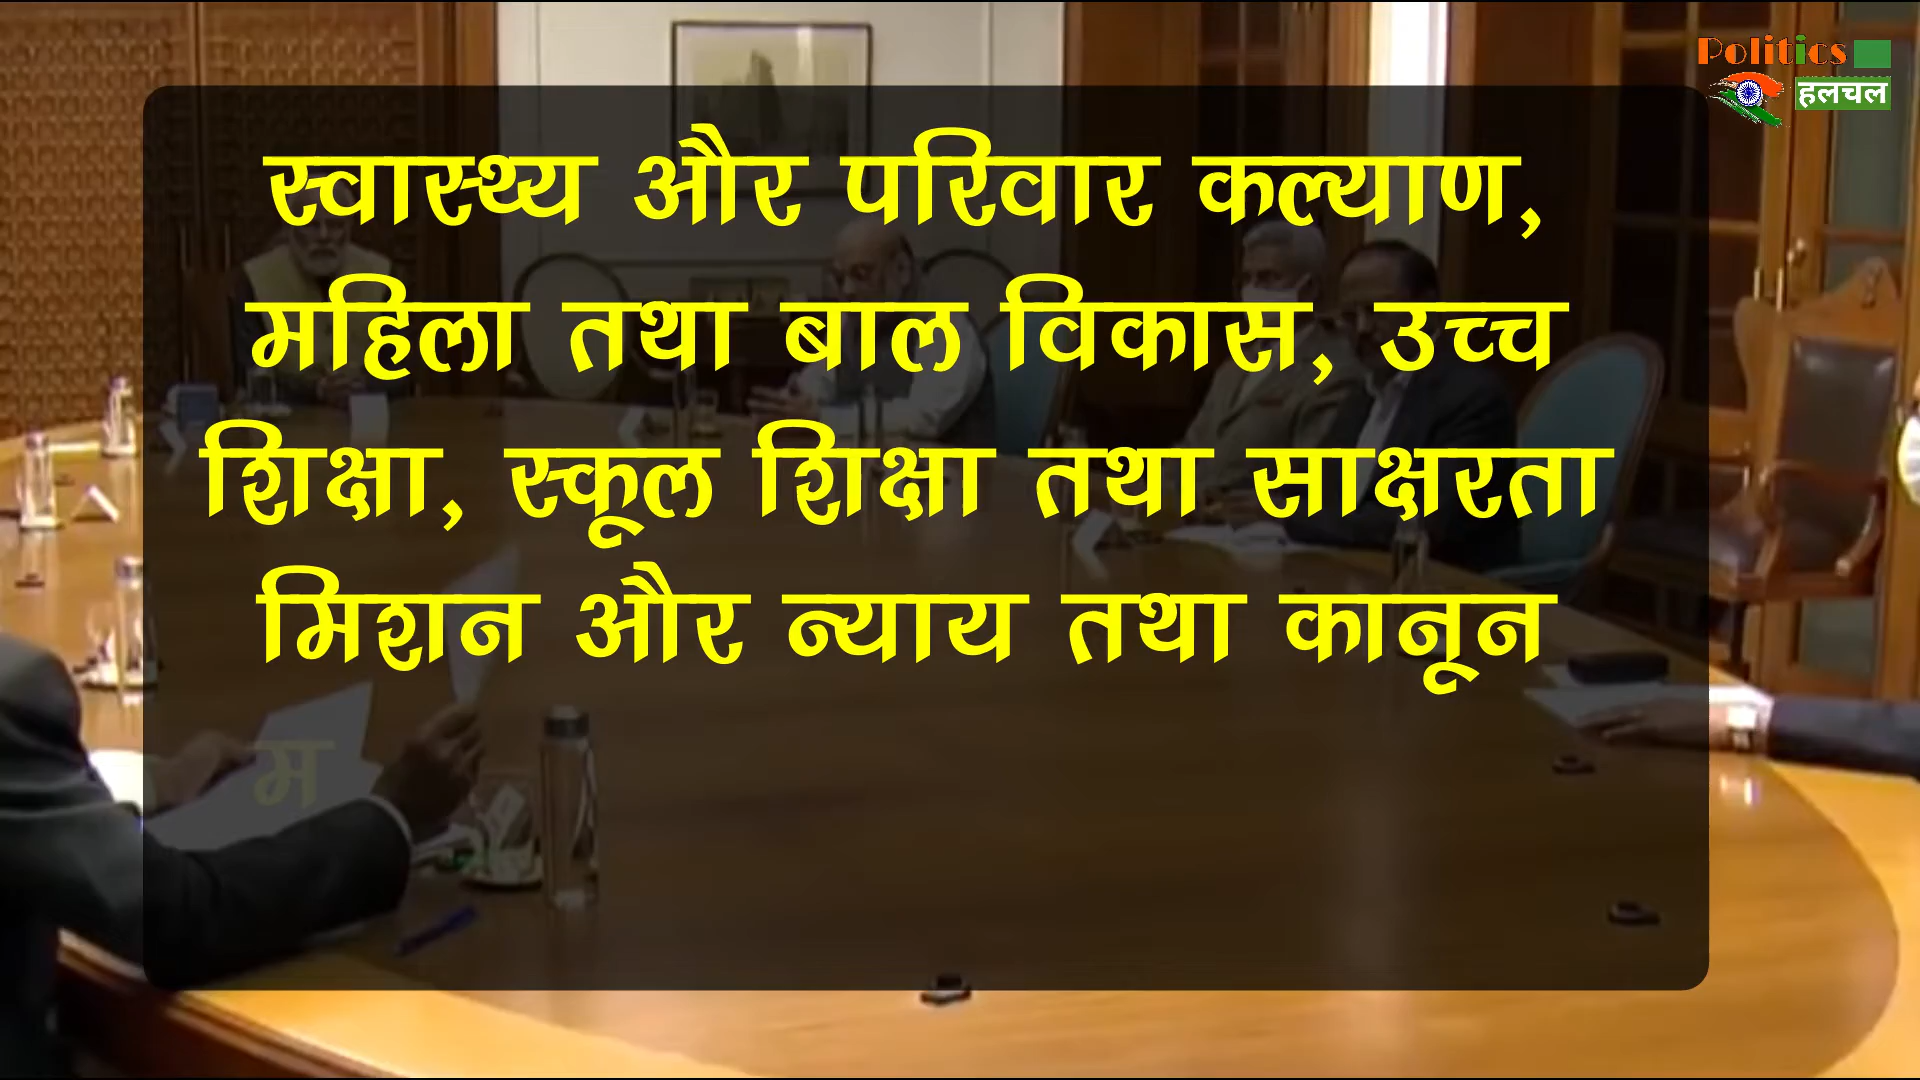 Politics
हलचल
स्वास्थ्य और परिवार कल्याण,
महिला तथा बाल विकास, उच्च
शिक्षा, स्कूल शिक्षा तथा साक्षरता
मिशन और न्याय तथा कानून
म